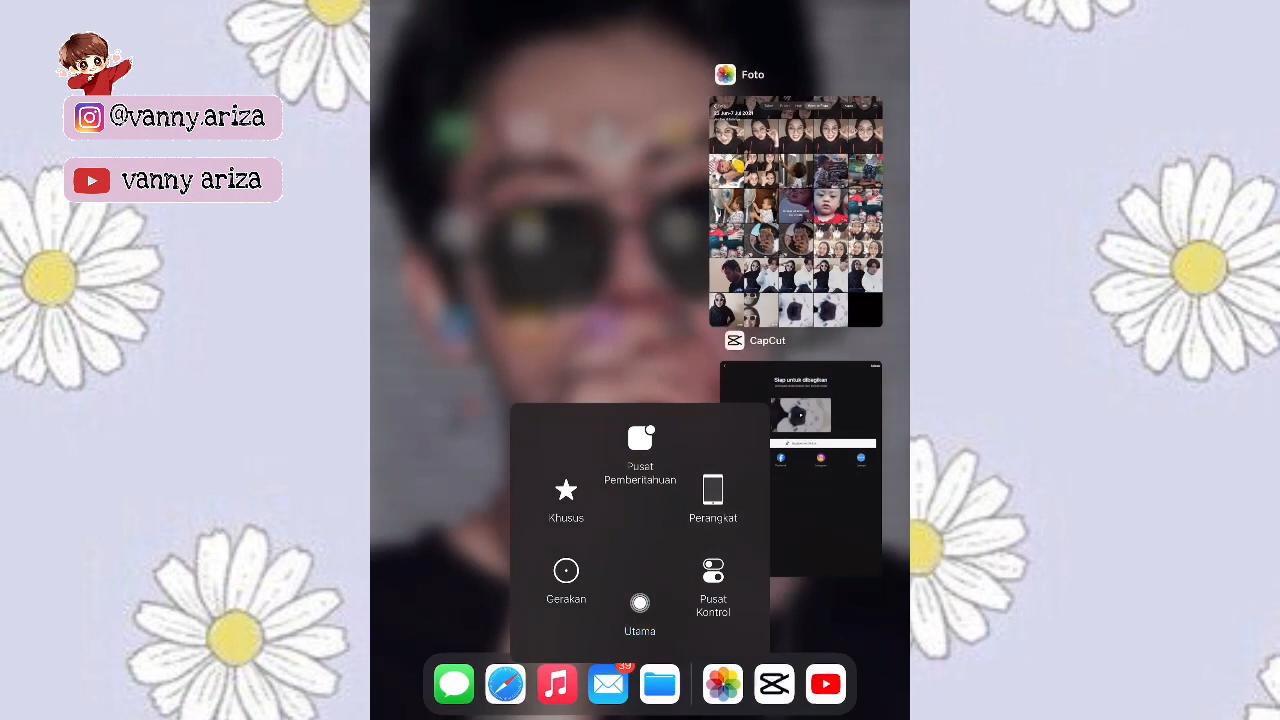 @vanny.ariza
vanny ariza
Foto
CapCut
Siap untuk dibagikan
Pusat
Pemberitahuan
Khusus
Perangkat
Gerakan
Pusat
Kontrol
Utama
39